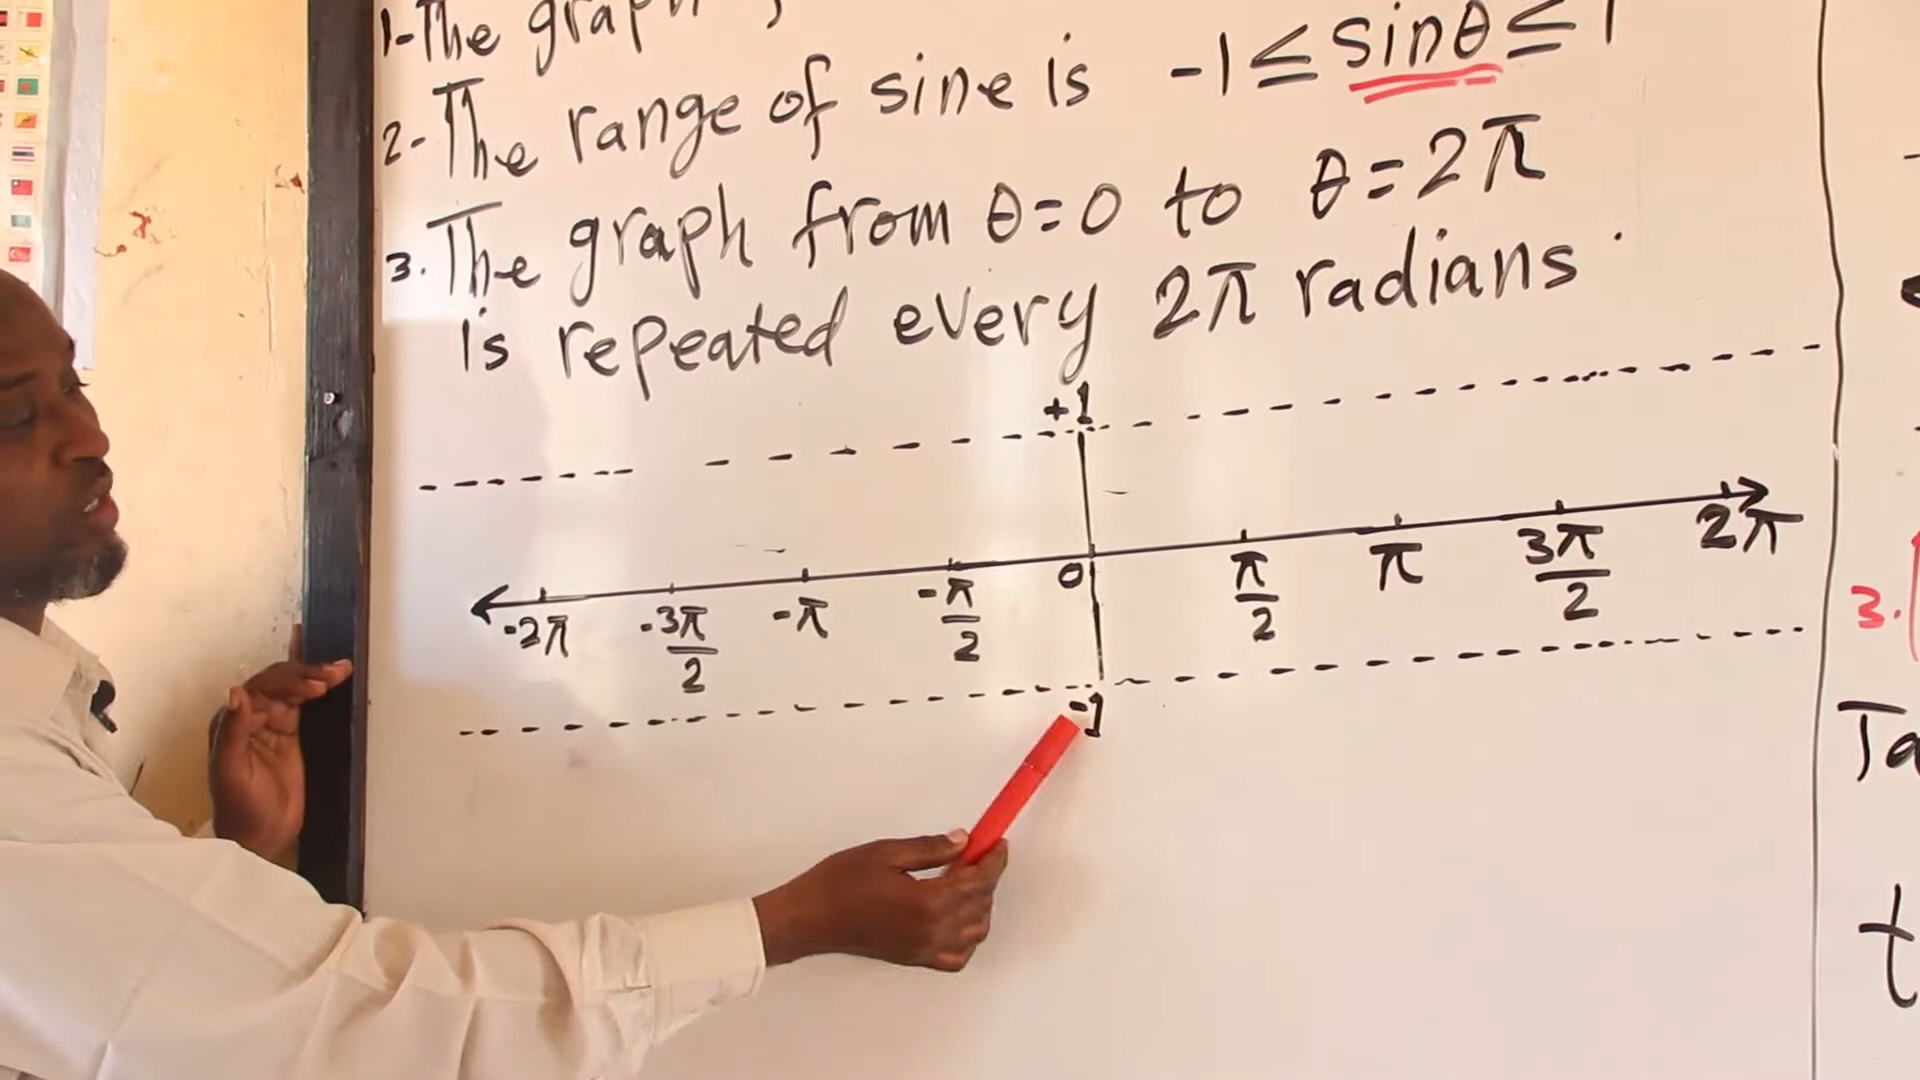 1-The graph
2- The range of sine is -1 ≤ sinθ ≤ 1
3. The graph from θ=0 to θ=2π
is repeated every 2π radians.
+1
-2π -3π/2 -π -π/2 0 π/2 π 3π/2 2π
-1
3.
Ta
t